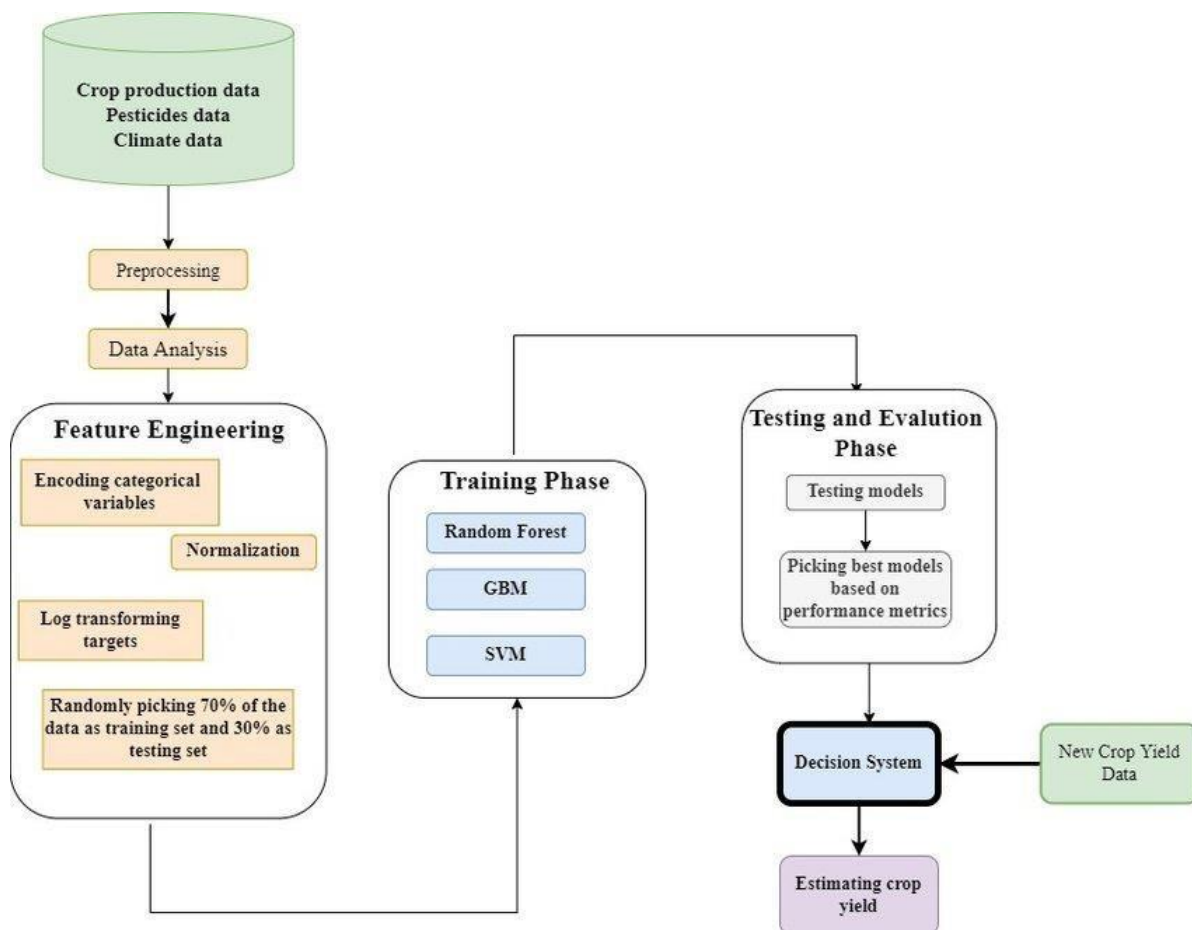 Crop production data
Pesticides data
Climate data
Preprocessing
Data Analysis
Feature Engineering
Encoding categorical
variables
Normalization
Log transforming
targets
Randomly picking 70% of the
data as training set and 30% as
testing set
Training Phase
Random Forest
GBM
SVM
Testing and Evalution
Phase
Testing models
Picking best models
based on
performance metrics
Decision System
New Crop Yield
Data
Estimating crop
yield